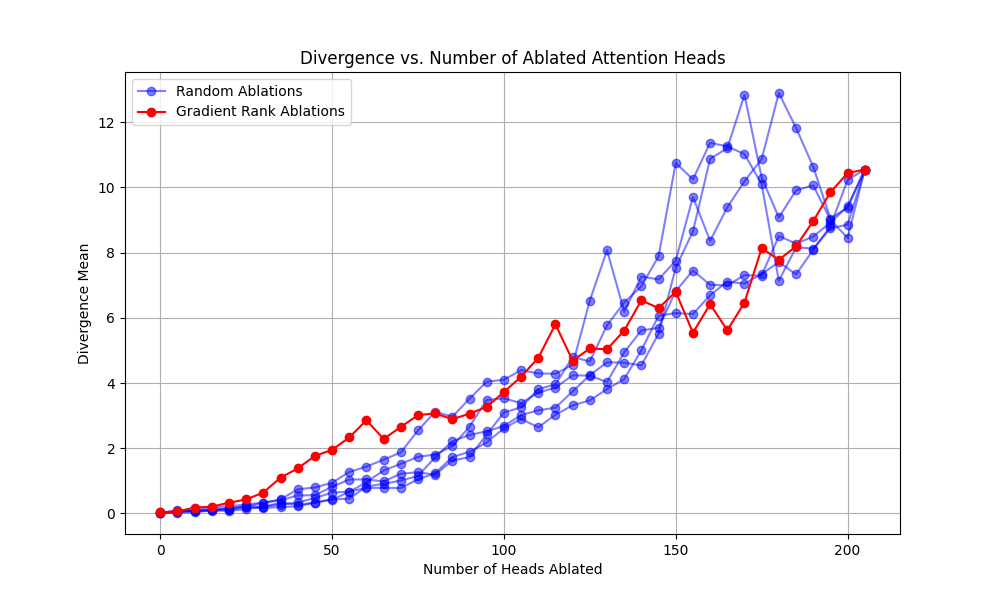 Divergence vs. Number of Ablated Attention Heads
Random Ablations
Gradient Rank Ablations
Divergence Mean
12
10
8
6
4
2
0
0 50 100 150 200
Number of Heads Ablated